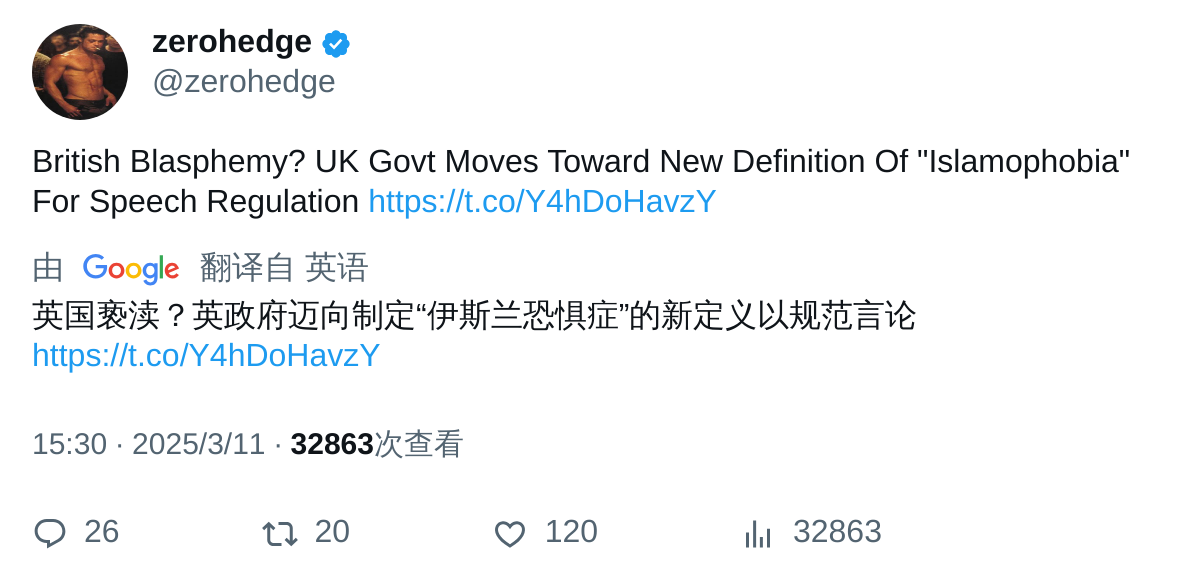 zerohedge
@zerohedge
British Blasphemy? UK Govt Moves Toward New Definition Of "Islamophobia"
For Speech Regulation https://t.co/Y4hDoHavzY
由 Google 翻译自 英语
英国亵渎？英政府迈向制定“伊斯兰恐惧症”的新定义以规范言论
https://t.co/Y4hDoHavzY
15:30 · 2025/3/11 · 32863次查看
26 20 120 32863